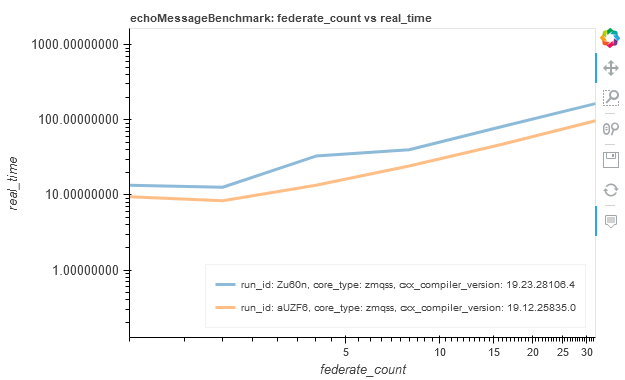 echoMessageBenchmark: federate_count vs real_time
1000.00000000
100.00000000
10.00000000
1.00000000
real_time
run_id: Zu60n, core_type: zmqss, cxx_compiler_version: 19.23.28106.4
run_id: aUZF6, core_type: zmqss, cxx_compiler_version: 19.12.25835.0
5 10 15 20 25 30
federate_count